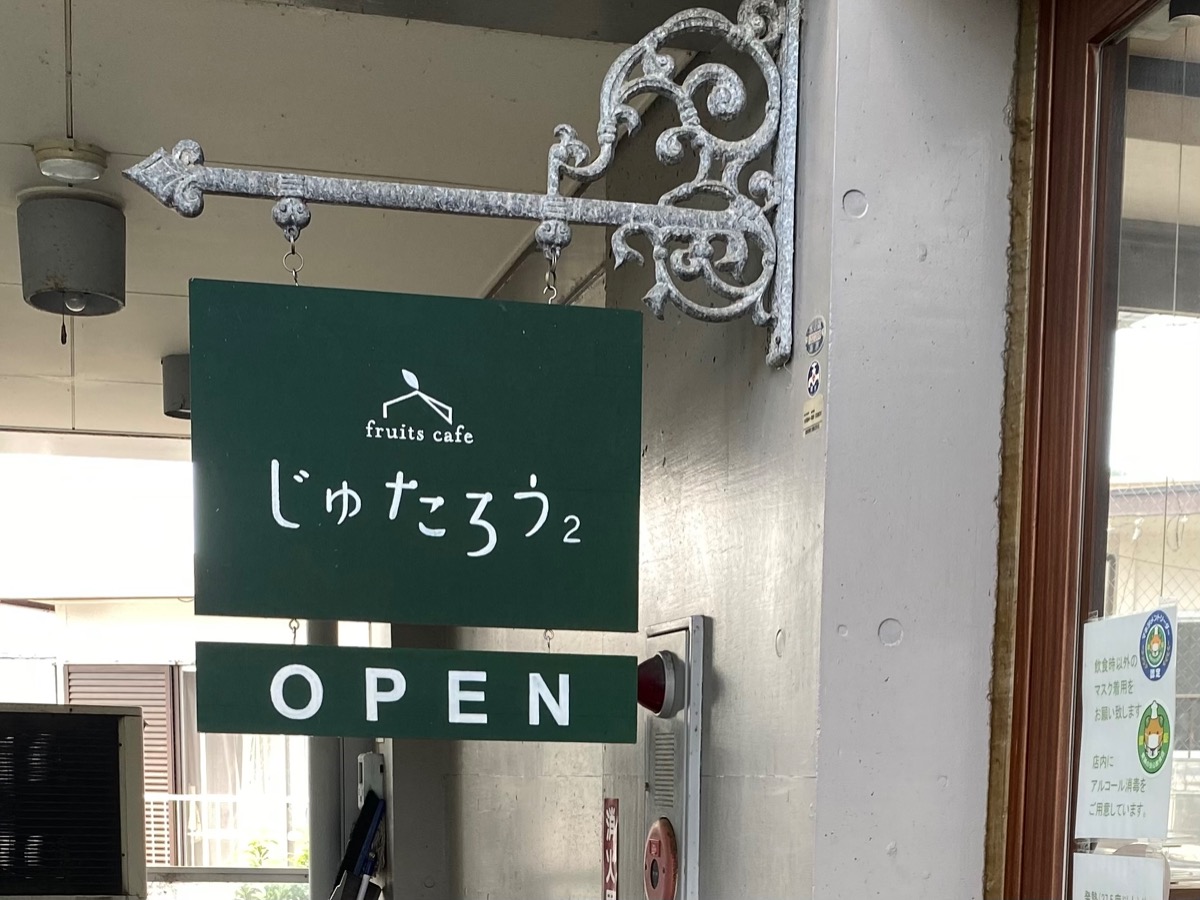 fruits cafe
じゅたろう2
OPEN
飲食時以外の
マスク着用を
お願い致します
店内に
アルコール消毒を
ご用意しています。
消火